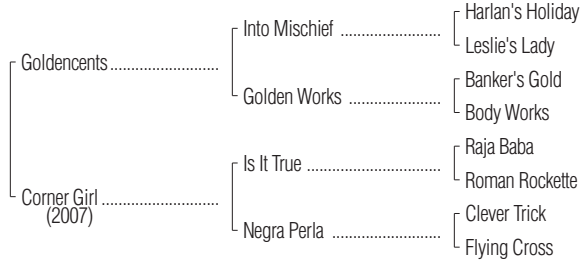 Harlan's Holiday
Into Mischief
Leslie's Lady
Goldencents
Banker's Gold
Golden Works
Body Works
Raja Baba
Is It True
Roman Rockette
Corner Girl
(2007)
Clever Trick
Negra Perla
Flying Cross